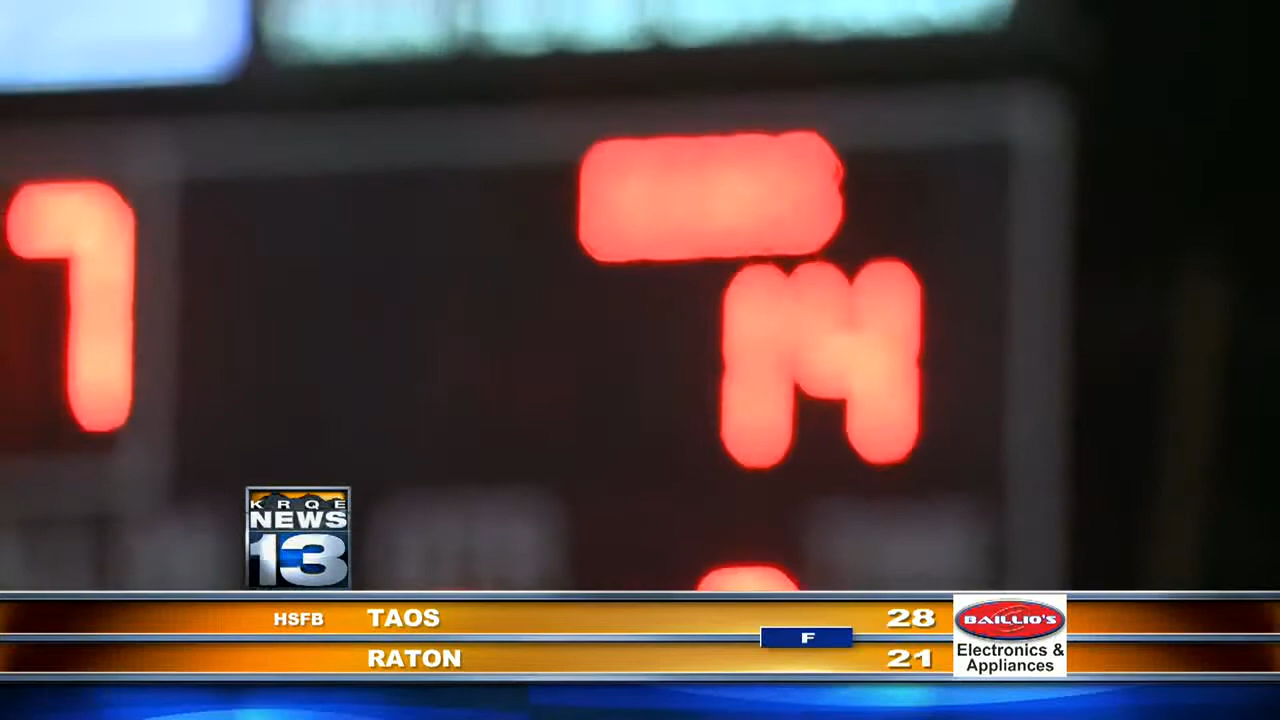 KRQE
NEWS
13
HSFB TAOS 28
F
RATON 21
BAILLIO'S
Electronics &
Appliances